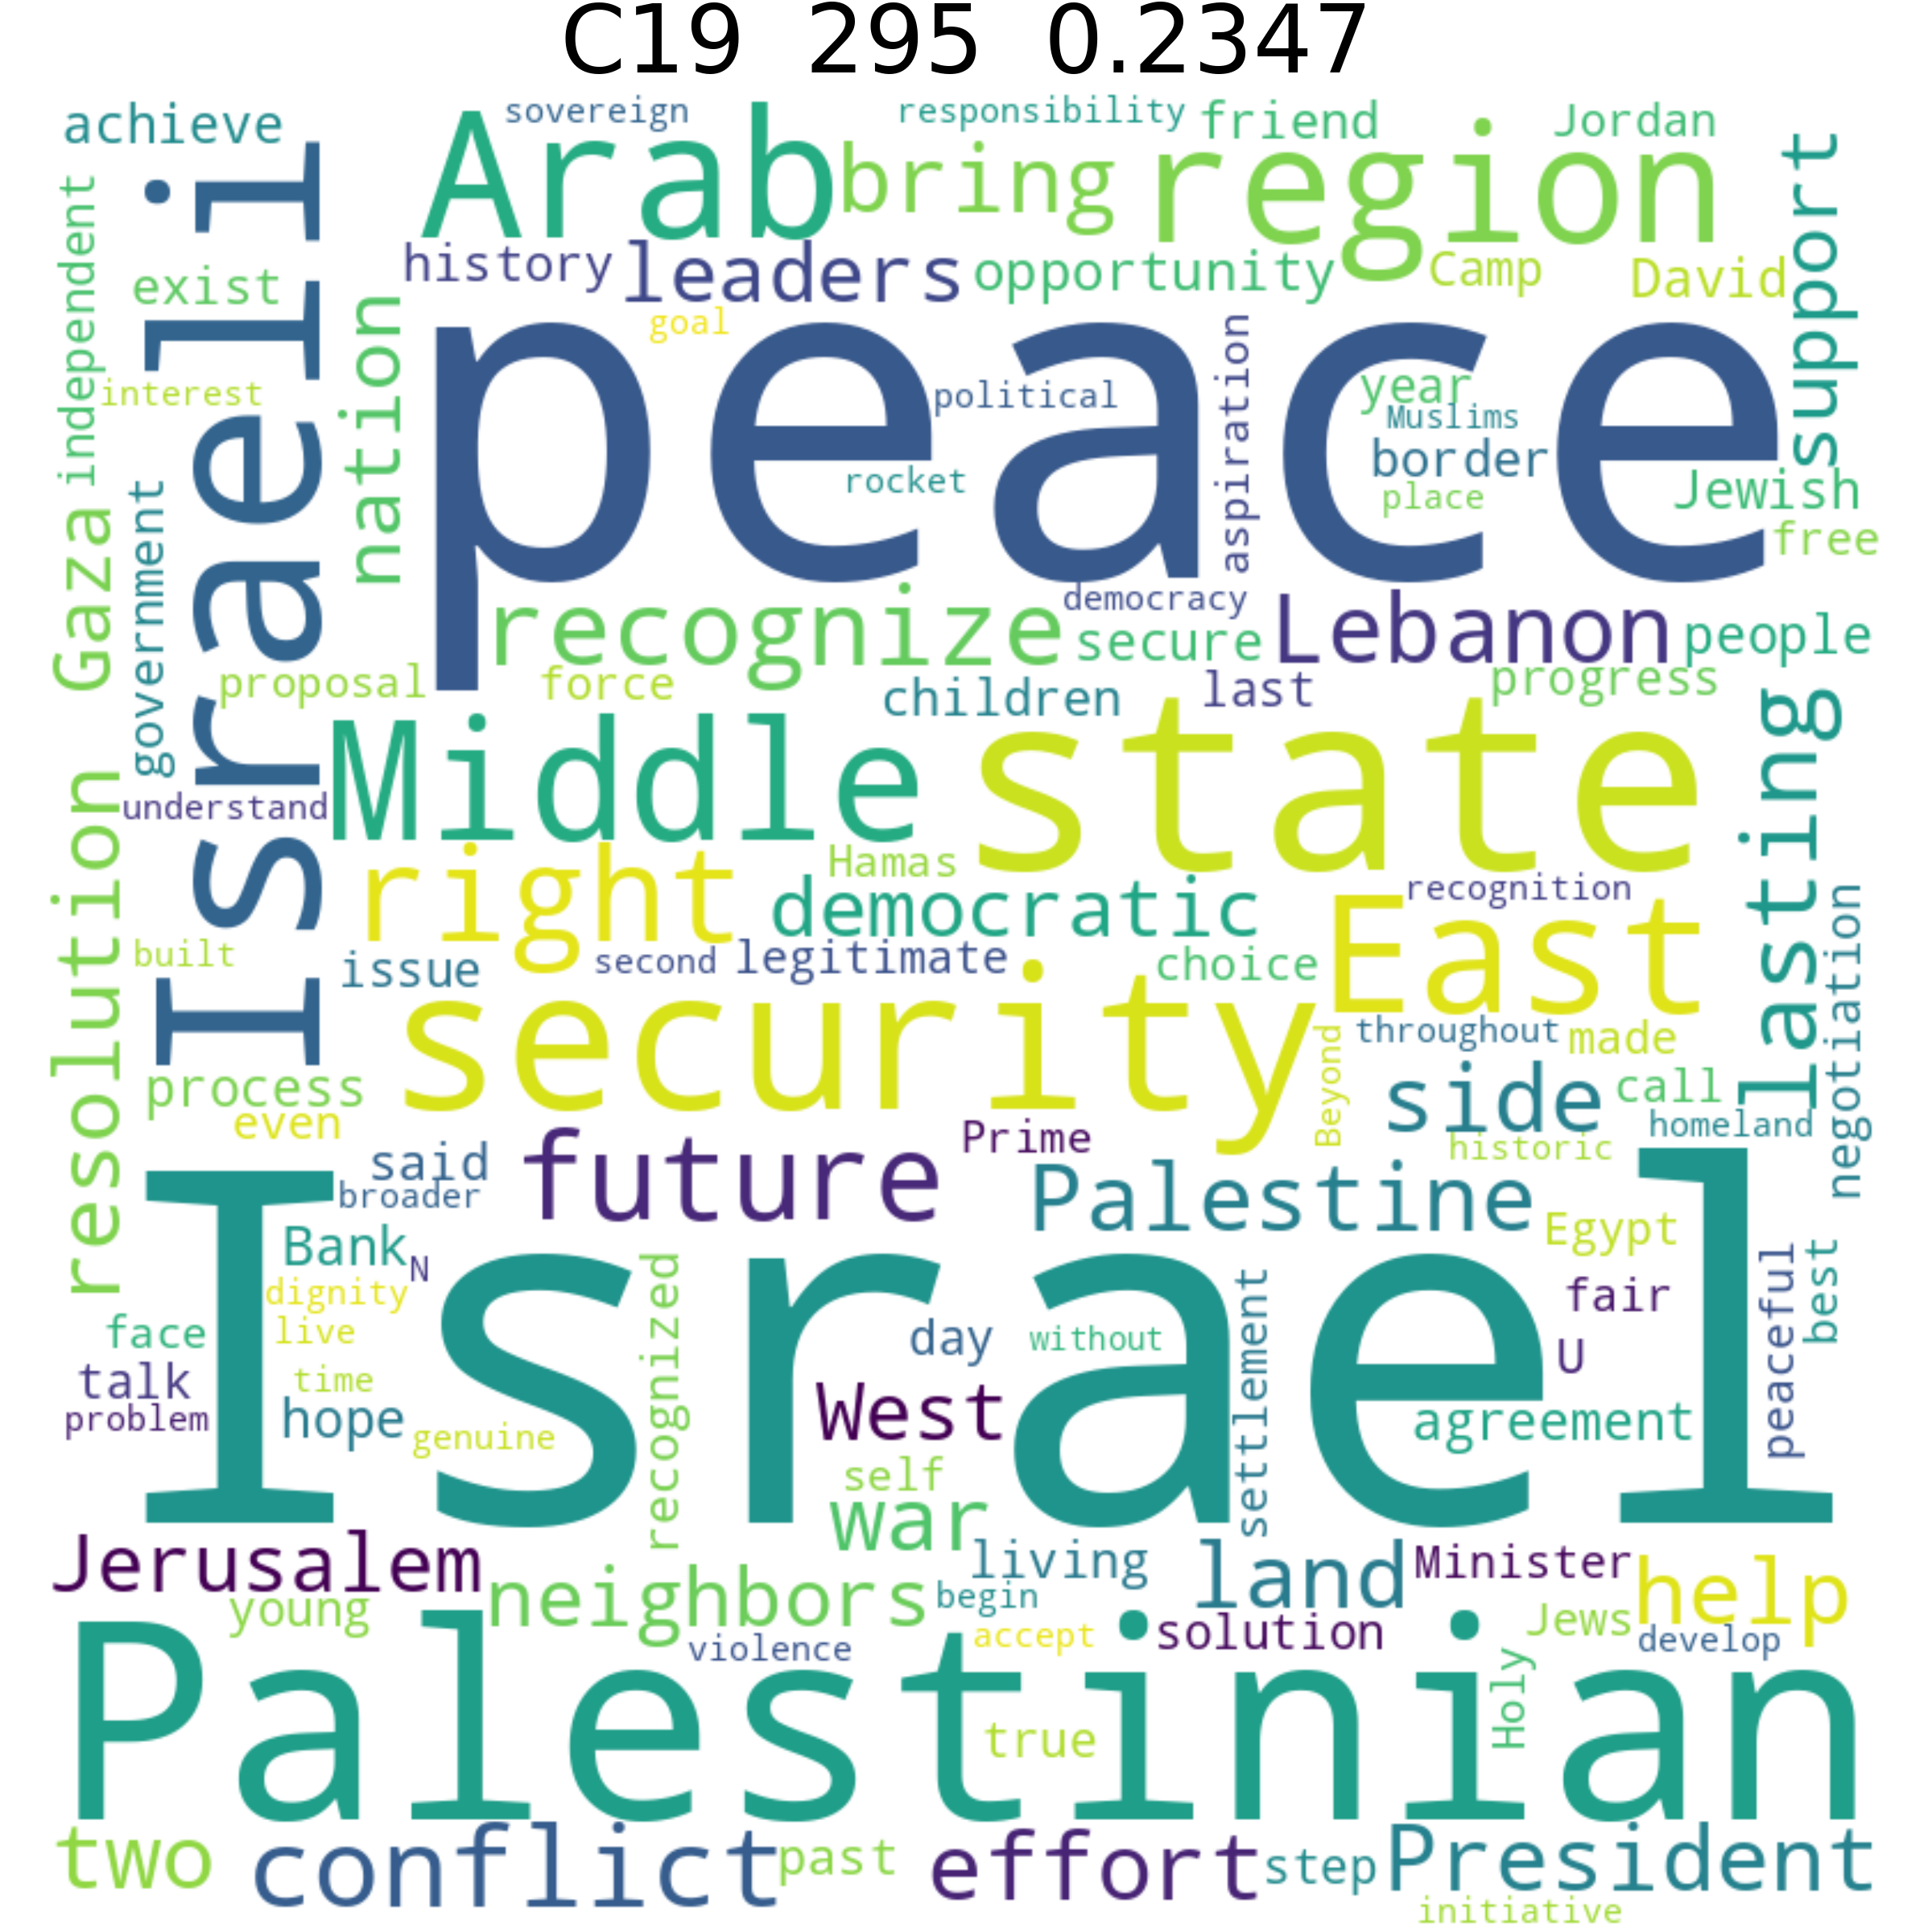 C19 295 0.2347
achieve
sovereign
responsibility
friend
Jordan
Arab
bring
region
support
independent
Israeli
exist
history
leaders
opportunity
Camp
David
goal
nation
peace
interest
political
aspiration
year
Muslims
border
rocket
place
Jewish
free
Gaza
government
recognize
democracy
secure
Lebanon
people
proposal
force
children
last
progress
Middle
state
lasting
understand
resolution
right
Hamas
democratic
recognition
East
built
issue
second
legitimate
choice
negotiation
security
Beyond
throughout
made
process
even
side
call
homeland
historic
said
broader
future
Prime
Palestine
Egypt
Israel
Bank
N
dignity
recognized
settlement
fair
peaceful
best
face
live
day
without
U
talk
time
problem
hope
genuine
West
agreement
self
war
Jerusalem
neighbors
living
begin
land
Minister
help
young
violence
accept
solution
Jews
develop
Palestinian
true
Holy
two
conflict
past
effort
step
President
initiative